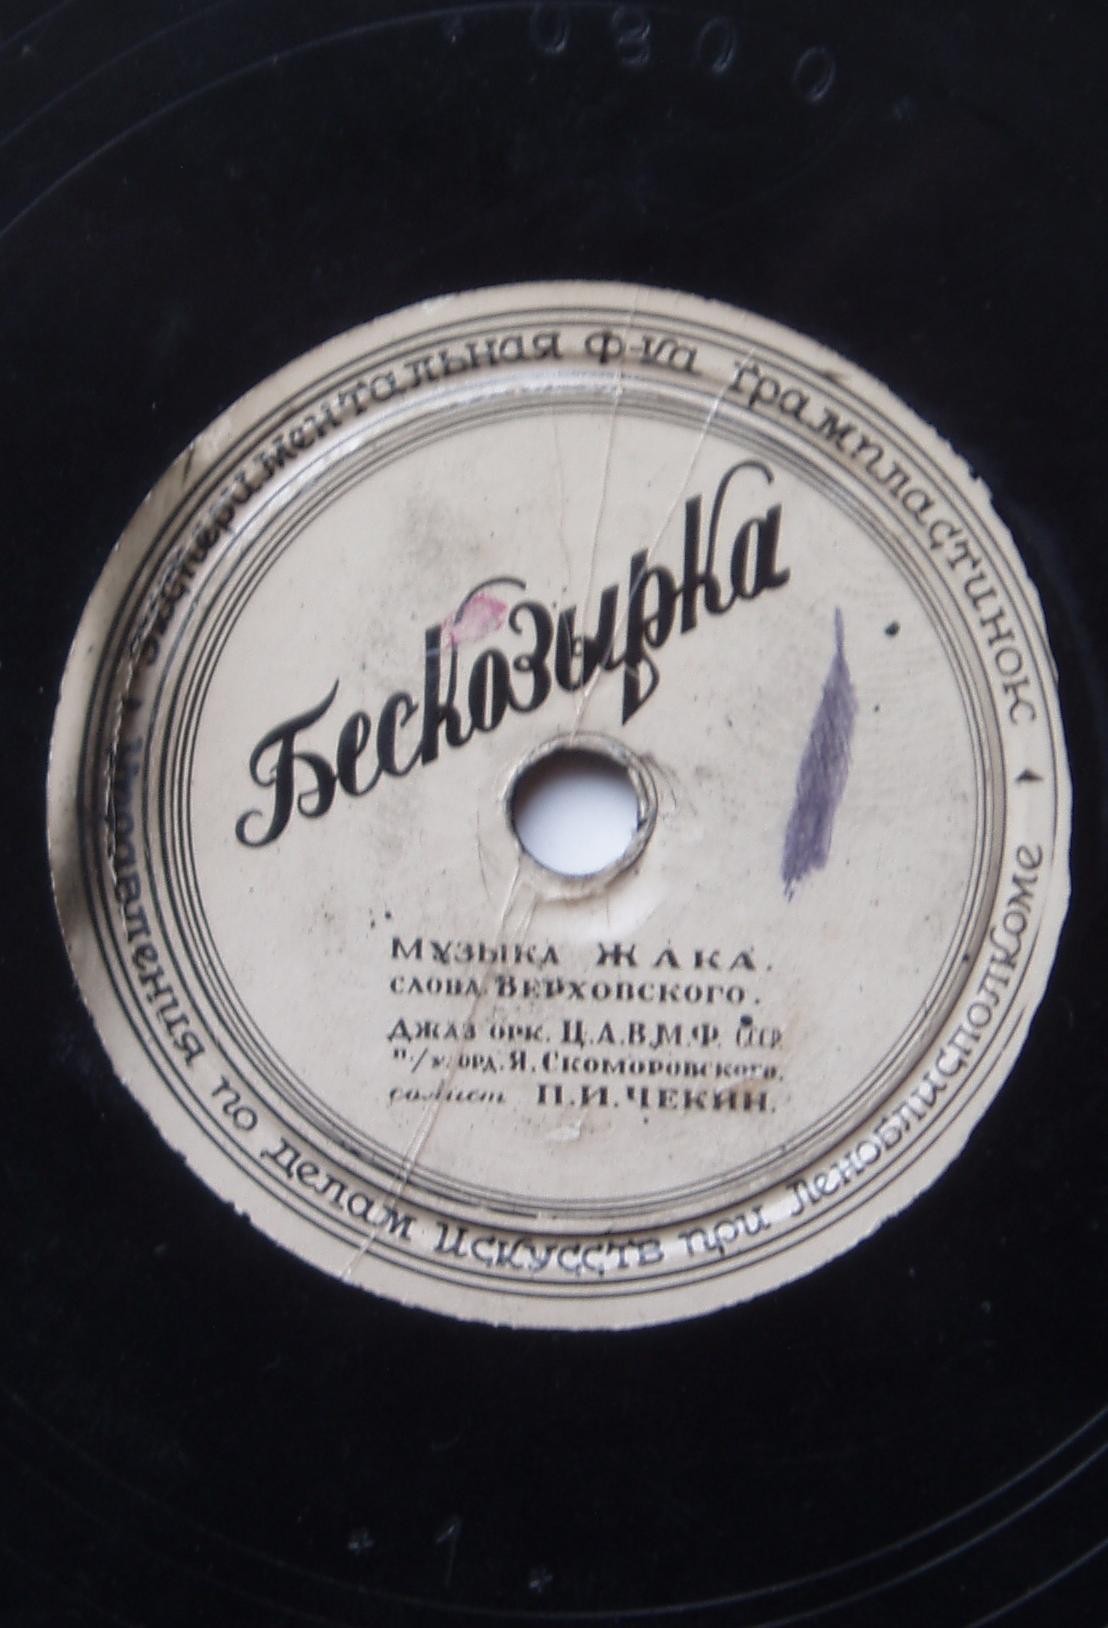 0800
Экспериментальная ф-ка грампластинок
Управления по делам Искусств при Леноблисполкоме
Бескозырка
Музыка ЖАКА.
слова Верховского.
Джаз орк. Ц.А.В.М.Ф. СССР
п/у. орд. Я. Скоморовского.
солист П.И. ЧЕКИН.
* 1 *